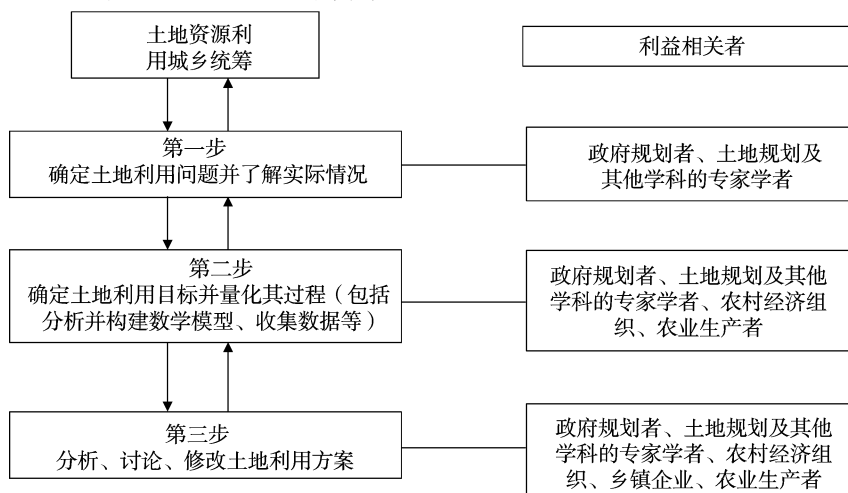 土地资源利
用城乡统筹
利益相关者
第一步
确定土地利用问题并了解实际情况
政府规划者、土地规划及
其他学科的专家学者
第二步
确定土地利用目标并量化其过程（包括
分析并构建数学模型、收集数据等）
政府规划者、土地规划及其他
学科的专家学者、农村经济组
织、农业生产者
第三步
分析、讨论、修改土地利用方案
政府规划者、土地规划及其他
学科的专家学者、农村经济组
织、乡镇企业、农业生产者